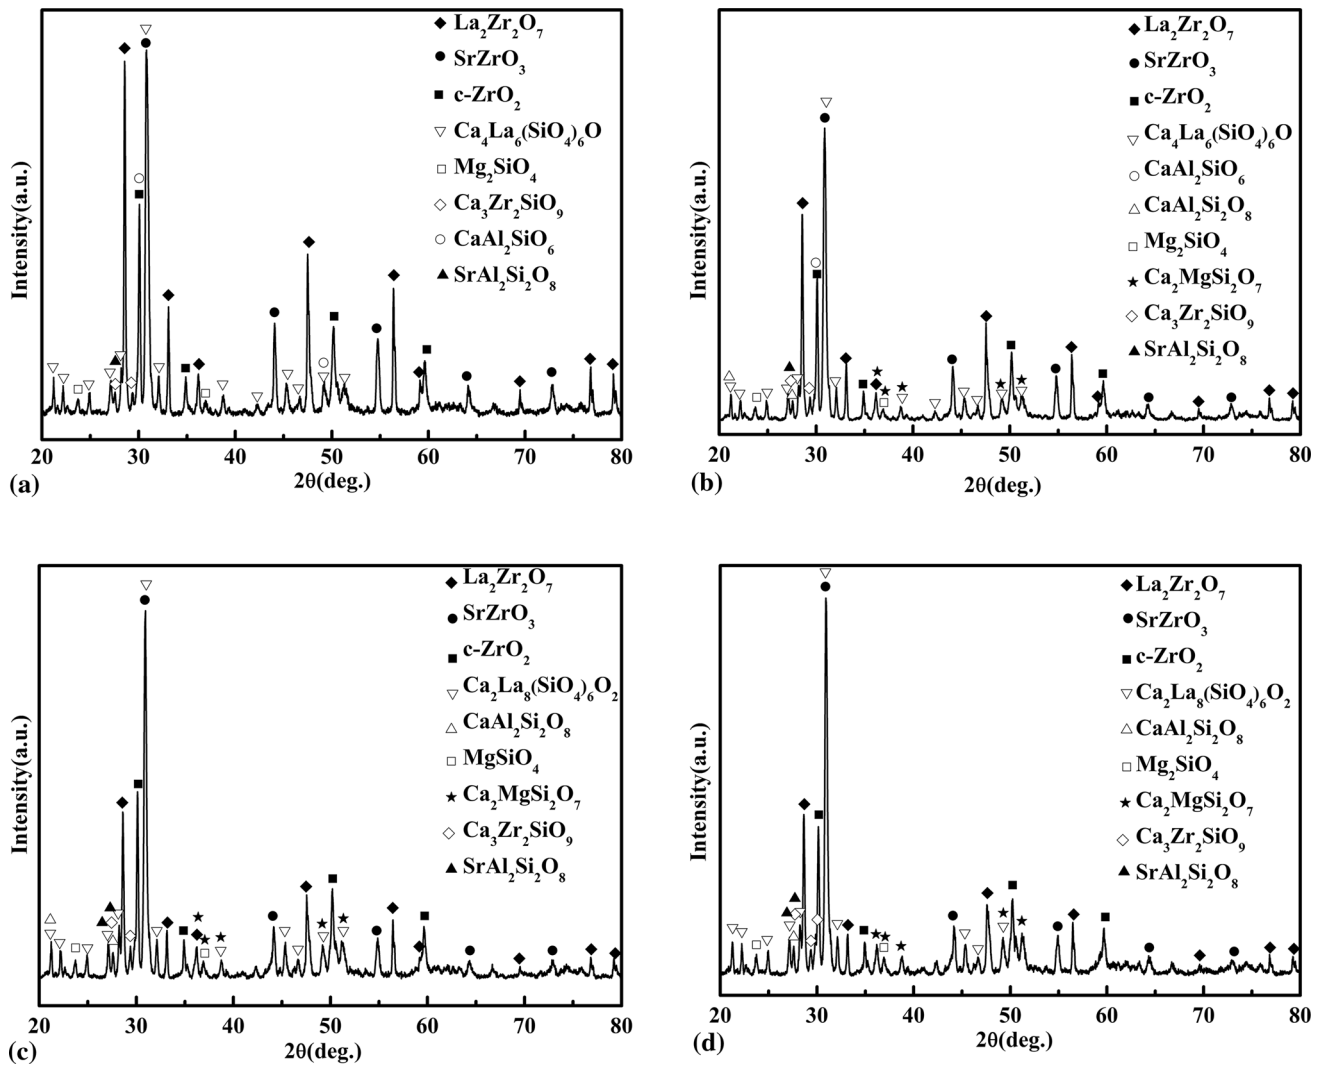 ◆ La2Zr2O7
● SrZrO3
■ c-ZrO2
▽ Ca4La6(SiO4)6O
□ Mg2SiO4
◇ Ca3Zr2SiO9
○ CaAl2SiO6
▲ SrAl2Si2O8
Intensity(a.u.)
20 30 40 50 60 70 80
2θ(deg.)
(a)
◆ La2Zr2O7
● SrZrO3
■ c-ZrO2
▽ Ca4La6(SiO4)6O
○ CaAl2SiO6
△ CaAl2Si2O8
□ Mg2SiO4
★ Ca2MgSi2O7
◇ Ca3Zr2SiO9
▲ SrAl2Si2O8
Intensity(a.u.)
20 30 40 50 60 70 80
2θ(deg.)
(b)
◆ La2Zr2O7
● SrZrO3
■ c-ZrO2
▽ Ca2La8(SiO4)6O2
△ CaAl2Si2O8
□ MgSiO4
★ Ca2MgSi2O7
◇ Ca3Zr2SiO9
▲ SrAl2Si2O8
Intensity(a.u.)
20 30 40 50 60 70 80
2θ(deg.)
(c)
◆ La2Zr2O7
● SrZrO3
■ c-ZrO2
▽ Ca2La8(SiO4)6O2
△ CaAl2Si2O8
□ Mg2SiO4
★ Ca2MgSi2O7
◇ Ca3Zr2SiO9
▲ SrAl2Si2O8
Intensity(a.u.)
20 30 40 50 60 70 80
2θ(deg.)
(d)